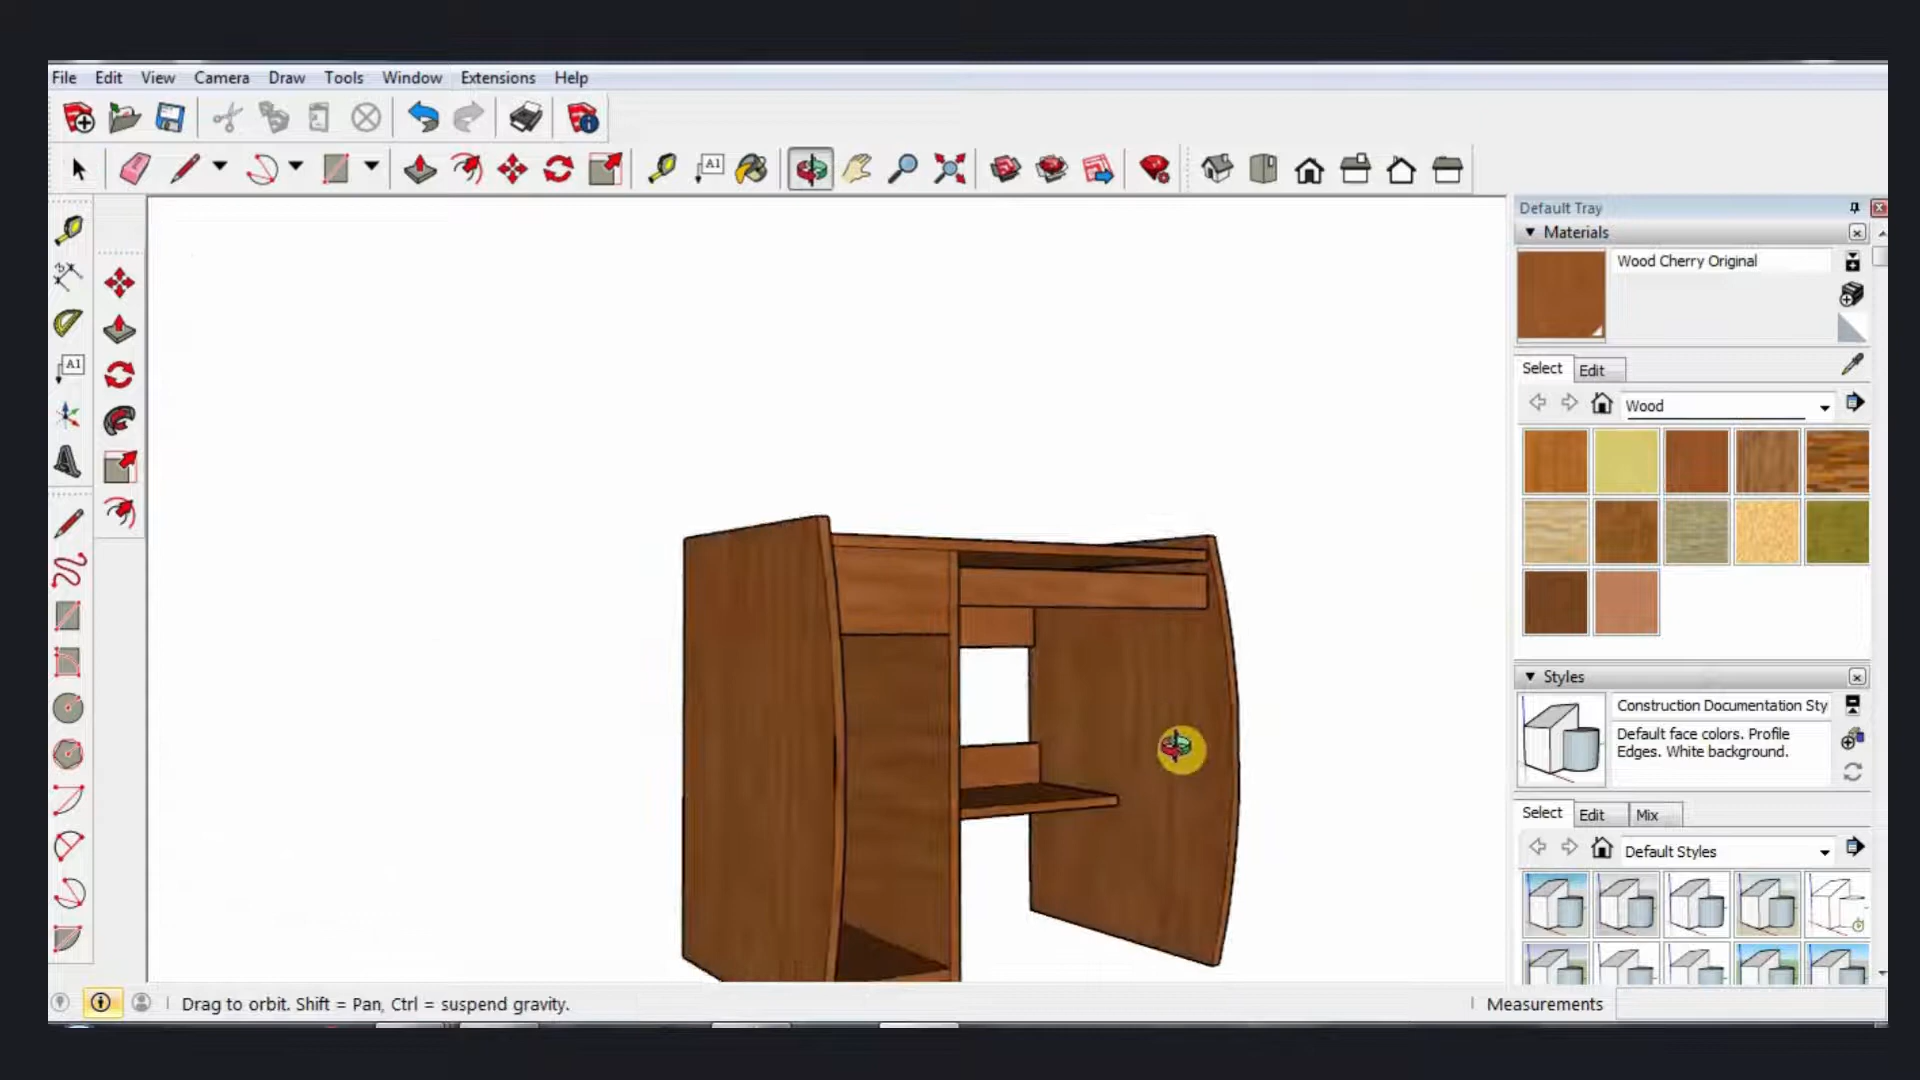 File Edit View Camera Draw Tools Window Extensions Help
A1
Default Tray
Materials
Wood Cherry Original
A1
Select Edit
Wood
Styles
Construction Documentation Sty
Default face colors. Profile
Edges. White background.
Select Edit Mix
Default Styles
Drag to orbit. Shift = Pan, Ctrl = suspend gravity.
Measurements